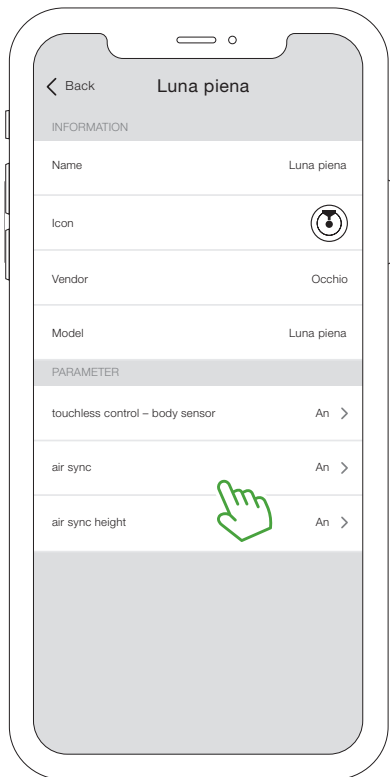 Back Luna piena
INFORMATION
Name Luna piena
Icon
Vendor Occhio
Model Luna piena
PARAMETER
touchless control – body sensor An
air sync An
air sync height An